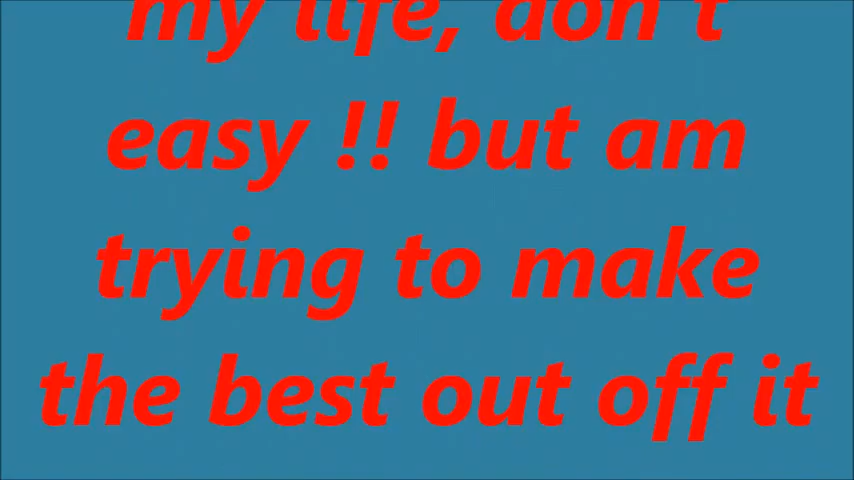 my life, don't
easy !! but am
trying to make
the best out off it